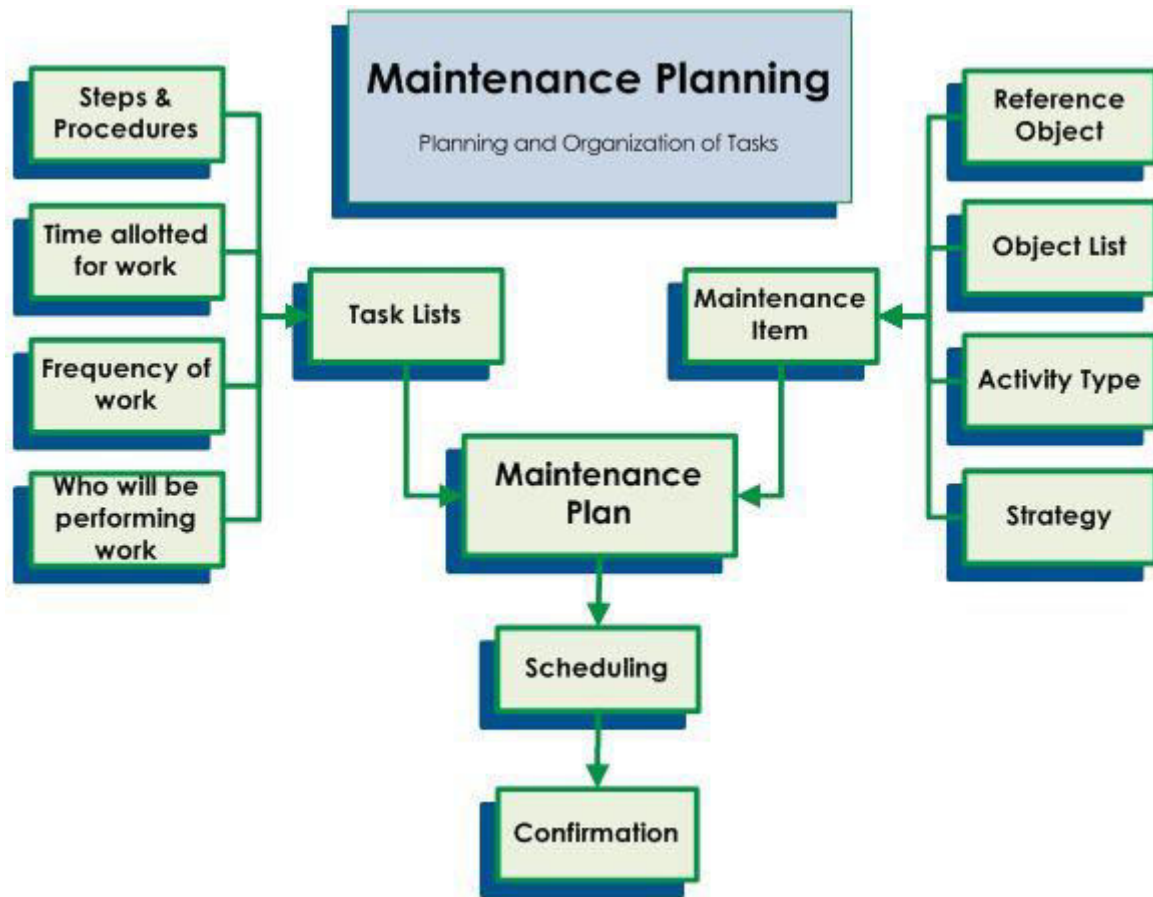 Maintenance Planning
Planning and Organization of Tasks
Steps &
Procedures
Time allotted
for work
Frequency of
work
Who will be
performing
work
Task Lists
Maintenance
Item
Reference
Object
Object List
Activity Type
Strategy
Maintenance
Plan
Scheduling
Confirmation